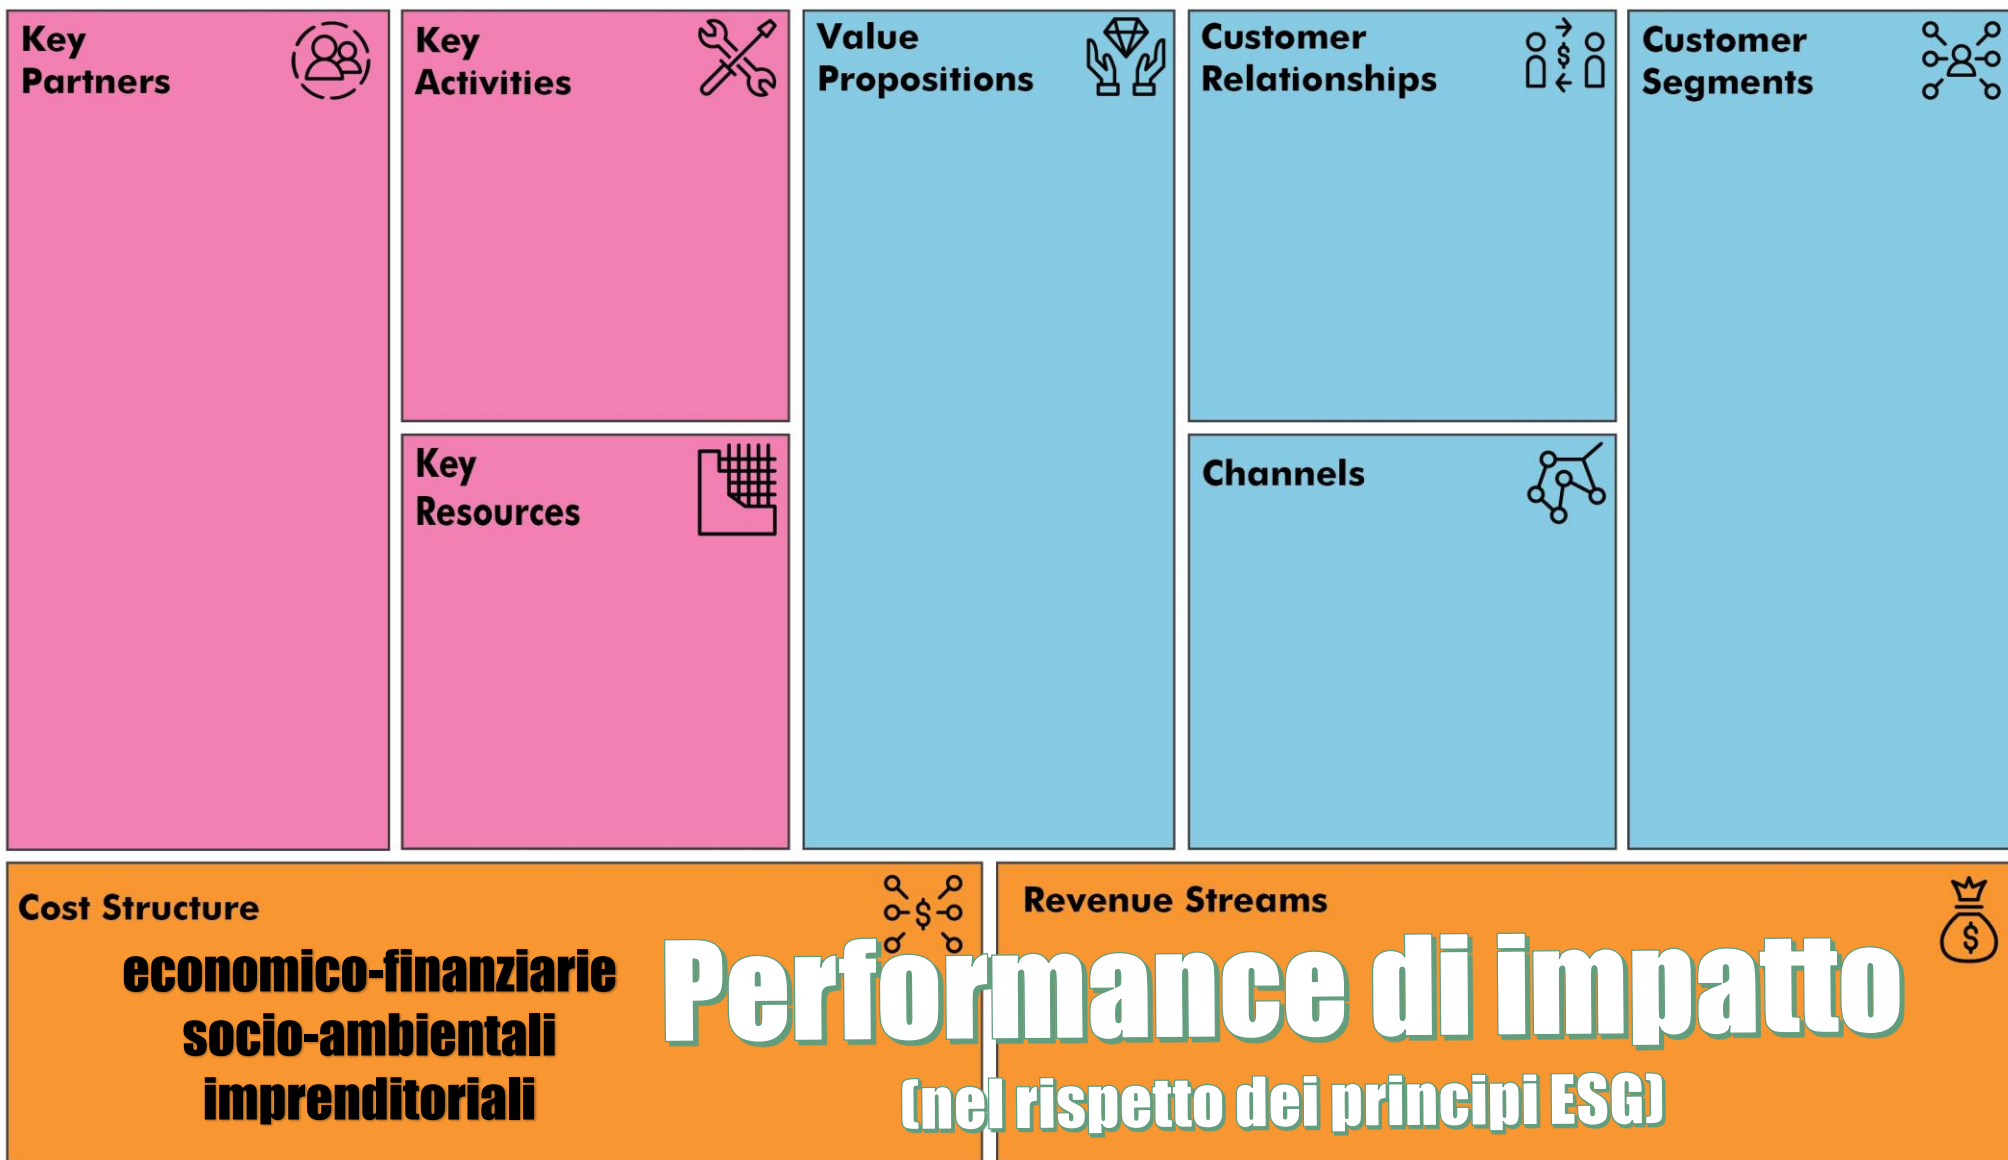 Key
Partners
Key
Activities
Value
Propositions
Customer
Relationships
$
Customer
Segments
Key
Resources
Channels
Cost Structure
$
Revenue Streams
$
economico-finanziarie
socio-ambientali
imprenditoriali
Performance di impatto
(nel rispetto dei principi ESG)